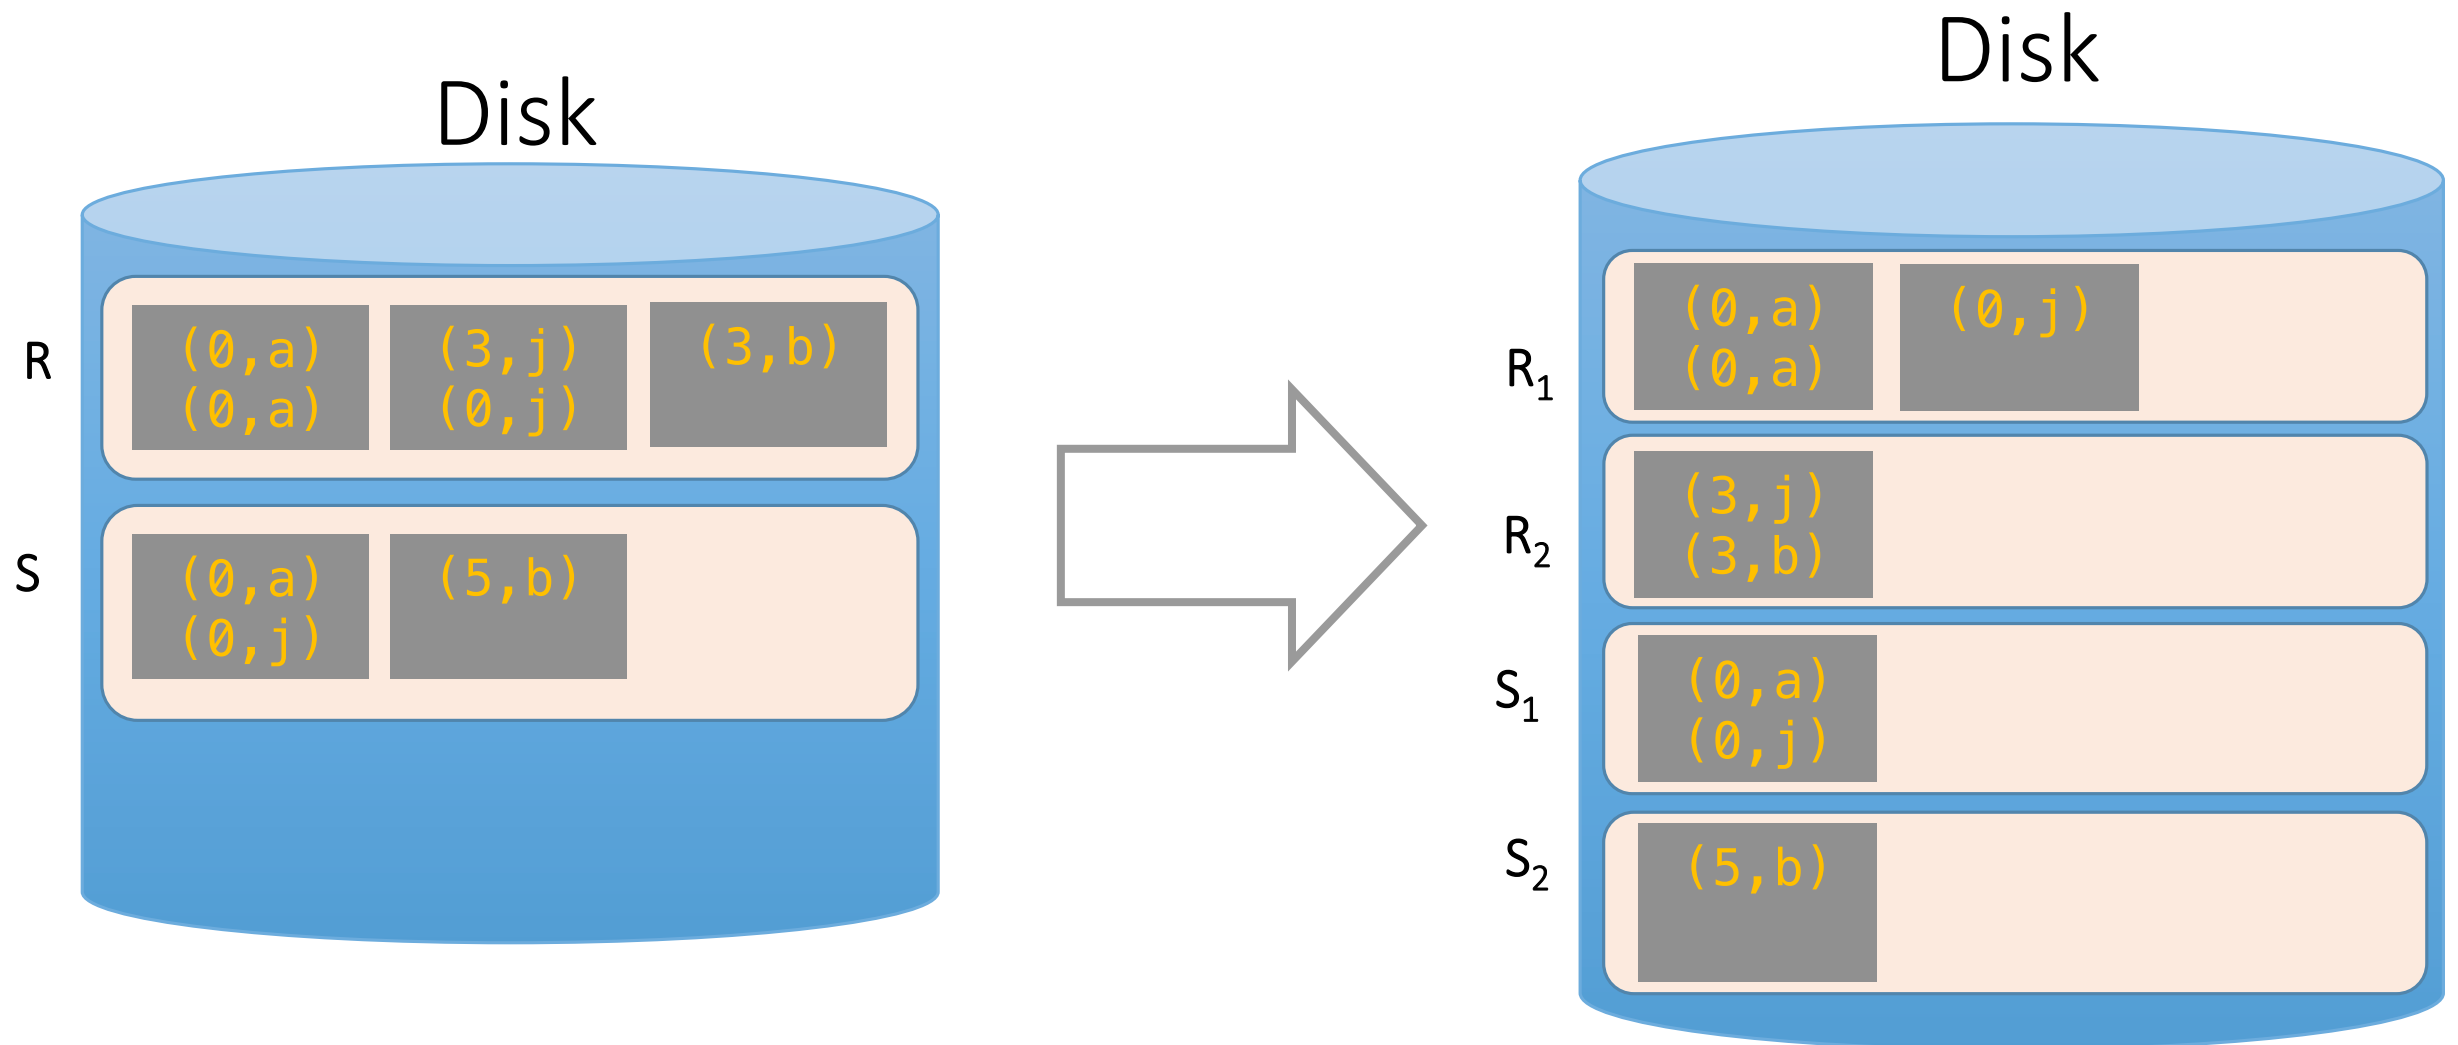 Disk
R
(0,a) (3,j) (3,b)
(0,a) (0,j)
S
(0,a) (5,b)
(0,j)
Disk
R1
(0,a) (0,j)
(0,a)
R2
(3,j)
(3,b)
S1
(0,a)
(0,j)
S2
(5,b)